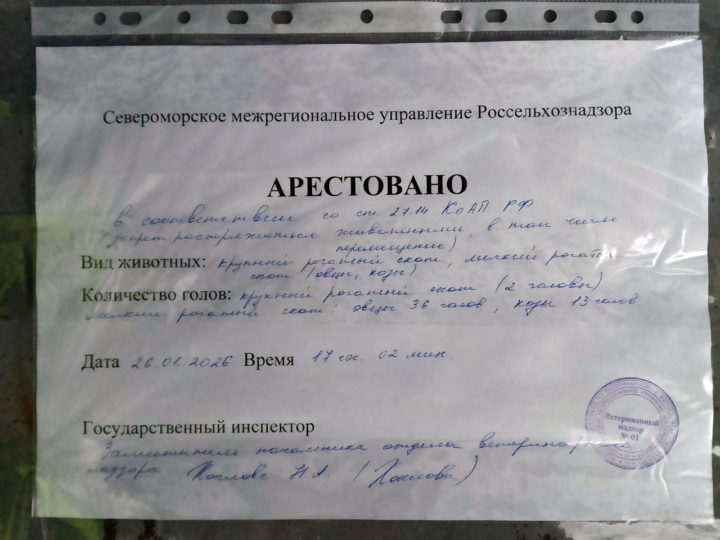 Североморское межрегиональное управление Россельхознадзора
АРЕСТОВАНО
в соответствии со ст. 27.14 КоАП РФ
(запрет распоряжаться животными, в том числе
перемещение)
Вид животных: крупный рогатый скот, мелкий рогатый
скот (овцы, козы)
Количество голов: крупный рогатый скот (2 головы)
мелкий рогатый скот: овцы 36 голов, козы 13 голов
Дата 26.01.2026 Время 17 час. 02 мин.
Государственный инспектор
Заместитель начальника отдела ветеринарного
надзора Н.А.
Ветеринарный
надзор
№ 01